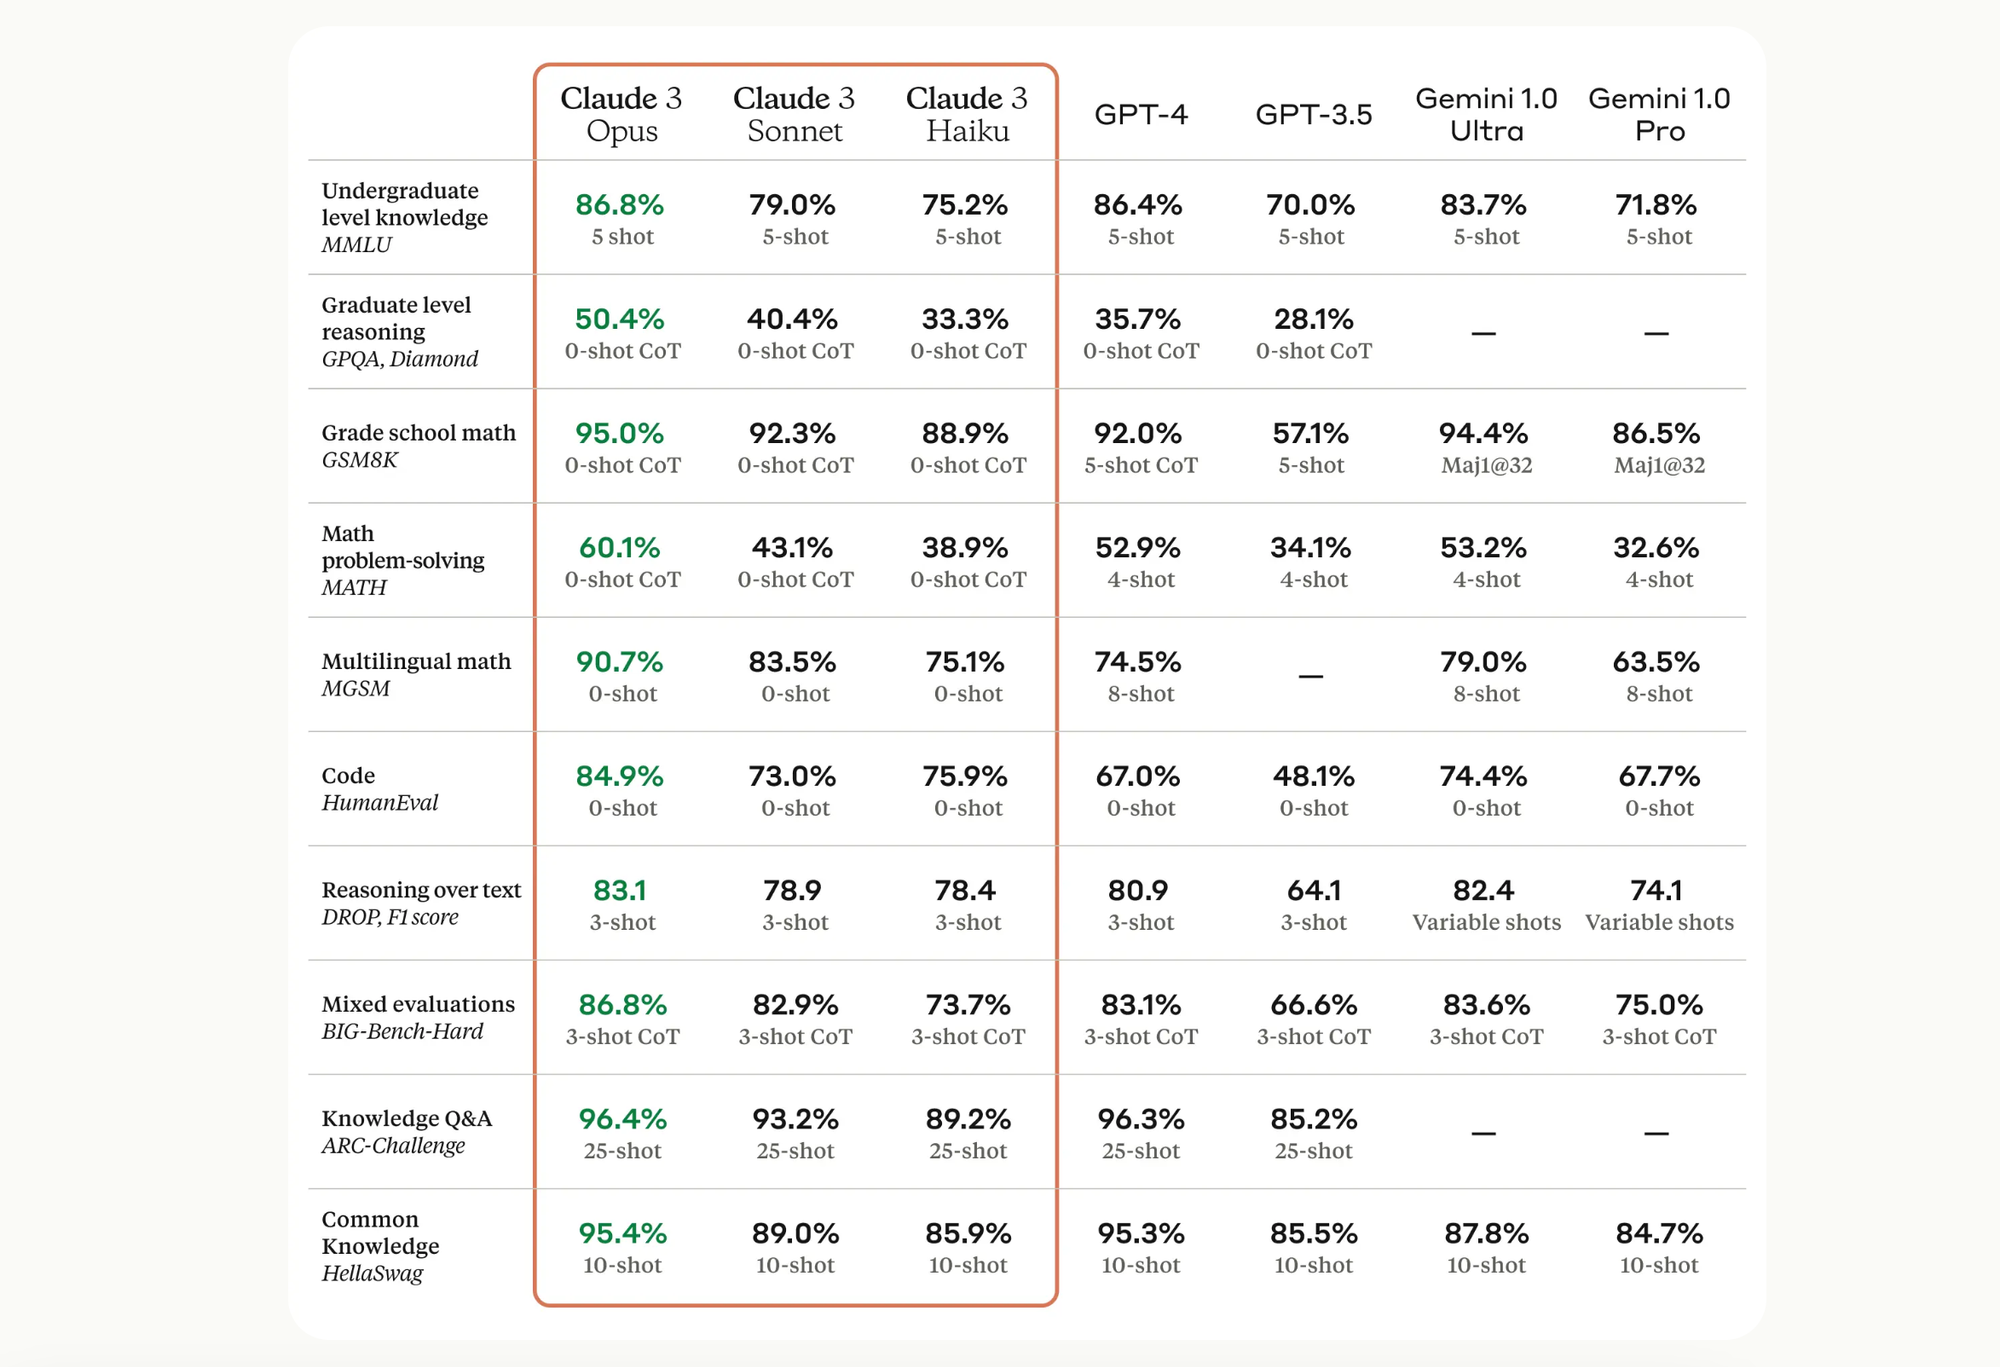 Claude 3 Opus
Claude 3 Sonnet
Claude 3 Haiku
GPT-4
GPT-3.5
Gemini 1.0 Ultra
Gemini 1.0 Pro
Undergraduate
level knowledge
MMLU
86.8% 79.0% 75.2% 86.4% 70.0% 83.7% 71.8%
5 shot 5-shot 5-shot 5-shot 5-shot 5-shot 5-shot
Graduate level
reasoning
GPQA, Diamond
50.4% 40.4% 33.3% 35.7% 28.1% — —
0-shot CoT 0-shot CoT 0-shot CoT 0-shot CoT 0-shot CoT
Grade school math
GSM8K
95.0% 92.3% 88.9% 92.0% 57.1% 94.4% 86.5%
0-shot CoT 0-shot CoT 0-shot CoT 5-shot CoT 5-shot Maj1@32 Maj1@32
Math
problem-solving
MATH
60.1% 43.1% 38.9% 52.9% 34.1% 53.2% 32.6%
0-shot CoT 0-shot CoT 0-shot CoT 4-shot 4-shot 4-shot 4-shot
Multilingual math
MGSM
90.7% 83.5% 75.1% 74.5% — 79.0% 63.5%
0-shot 0-shot 0-shot 8-shot 8-shot 8-shot
Code
HumanEval
84.9% 73.0% 75.9% 67.0% 48.1% 74.4% 67.7%
0-shot 0-shot 0-shot 0-shot 0-shot 0-shot 0-shot
Reasoning over text
DROP, F1 score
83.1 78.9 78.4 80.9 64.1 82.4 74.1
3-shot 3-shot 3-shot 3-shot 3-shot Variable shots Variable shots
Mixed evaluations
BIG-Bench-Hard
86.8% 82.9% 73.7% 83.1% 66.6% 83.6% 75.0%
3-shot CoT 3-shot CoT 3-shot CoT 3-shot CoT 3-shot CoT 3-shot CoT 3-shot CoT
Knowledge Q&A
ARC-Challenge
96.4% 93.2% 89.2% 96.3% 85.2% — —
25-shot 25-shot 25-shot 25-shot 25-shot
Common
Knowledge
HellaSwag
95.4% 89.0% 85.9% 95.3% 85.5% 87.8% 84.7%
10-shot 10-shot 10-shot 10-shot 10-shot 10-shot 10-shot